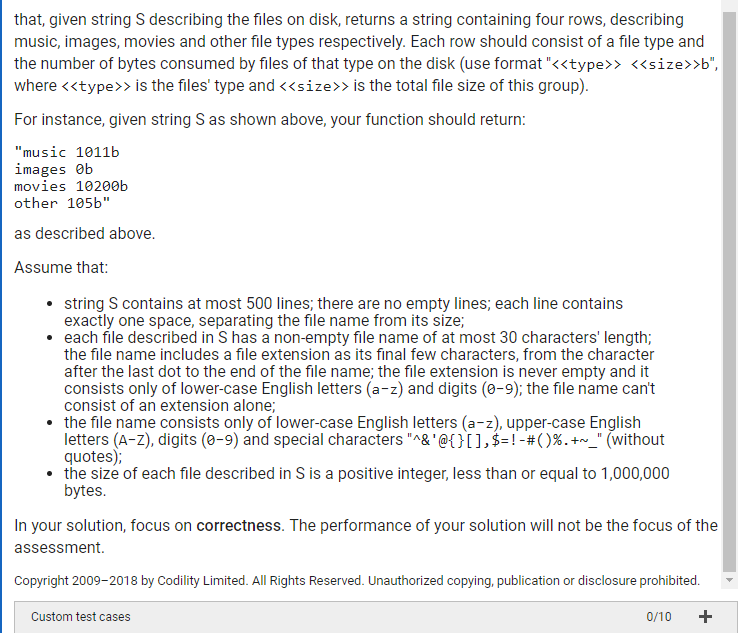 that, given string S describing the files on disk, returns a string containing four rows, describing
music, images, movies and other file types respectively. Each row should consist of a file type and
the number of bytes consumed by files of that type on the disk (use format "<<type>> <<size>>b",
where <<type>> is the files' type and <<size>> is the total file size of this group).
For instance, given string S as shown above, your function should return:
"music 1011b
images 0b
movies 10200b
other 105b"
as described above.
Assume that:
• string S contains at most 500 lines; there are no empty lines; each line contains
exactly one space, separating the file name from its size;
• each file described in S has a non-empty file name of at most 30 characters' length;
the file name includes a file extension as its final few characters, from the character
after the last dot to the end of the file name; the file extension is never empty and it
consists only of lower-case English letters (a-z) and digits (0-9); the file name can't
consist of an extension alone;
• the file name consists only of lower-case English letters (a-z), upper-case English
letters (A-Z), digits (0-9) and special characters "^&'@{}[],$=!-#()%.+~_" (without
quotes);
• the size of each file described in S is a positive integer, less than or equal to 1,000,000
bytes.
In your solution, focus on correctness. The performance of your solution will not be the focus of the
assessment.
Copyright 2009–2018 by Codility Limited. All Rights Reserved. Unauthorized copying, publication or disclosure prohibited.
Custom test cases 0/10 +